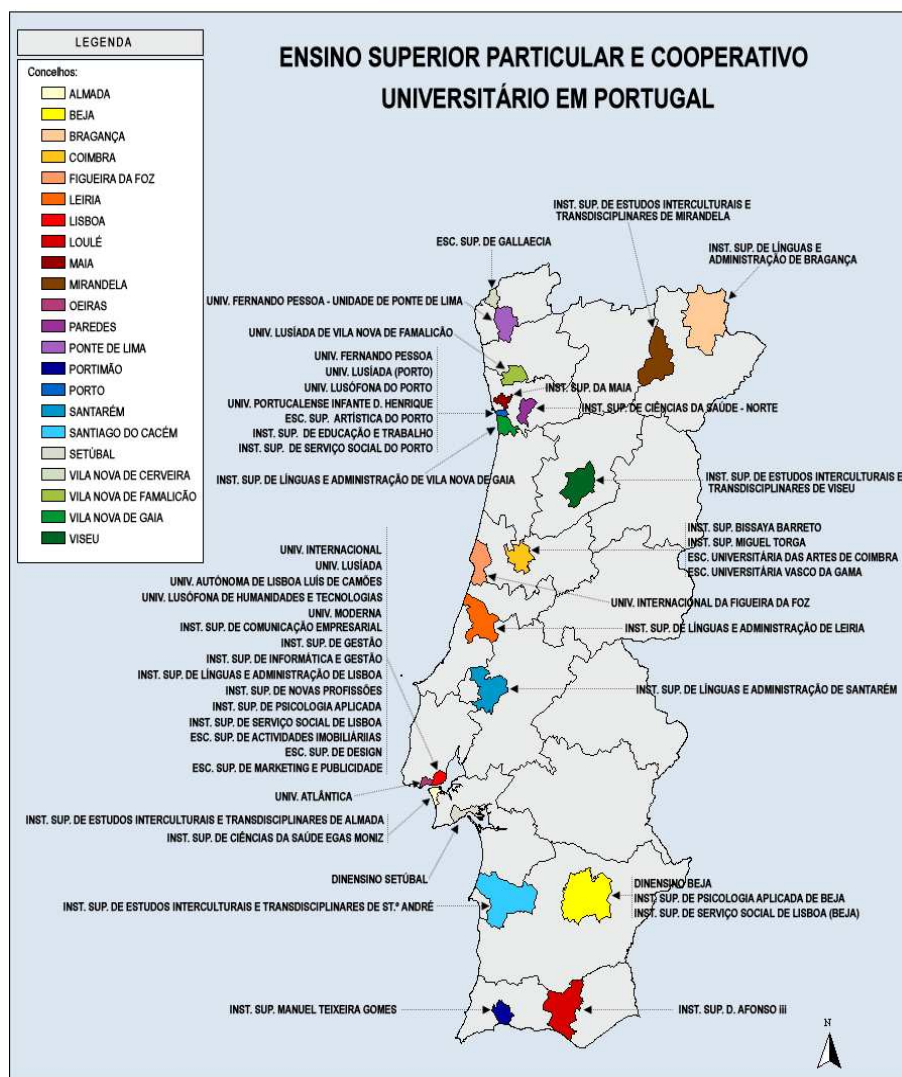 LEGENDA
Concelhos:
ALMADA
BEJA
BRAGANÇA
COIMBRA
FIGUEIRA DA FOZ
LEIRIA
LISBOA
LOULÉ
MAIA
MIRANDELA
OEIRAS
PAREDES
PONTE DE LIMA
PORTIMÃO
PORTO
SANTARÉM
SANTIAGO DO CACÉM
SETÚBAL
VILA NOVA DE CERVEIRA
VILA NOVA DE FAMALICÃO
VILA NOVA DE GAIA
VISEU
ENSINO SUPERIOR PARTICULAR E COOPERATIVO
UNIVERSITÁRIO EM PORTUGAL
INST. SUP. DE ESTUDOS INTERCULTURAIS E
TRANSDISCIPLINARES DE MIRANDELA
ESC. SUP. DE GALLAECIA
INST. SUP. DE LÍNGUAS E
ADMINISTRAÇÃO DE BRAGANÇA
UNIV. FERNANDO PESSOA - UNIDADE DE PONTE DE LIMA
UNIV. LUSÍADA DE VILA NOVA DE FAMALICÃO
UNIV. FERNANDO PESSOA
UNIV. LUSÍADA (PORTO)
UNIV. LUSÓFONA DO PORTO
UNIV. PORTUCALENSE INFANTE D. HENRIQUE
ESC. SUP. ARTÍSTICA DO PORTO
INST. SUP. DE EDUCAÇÃO E TRABALHO
INST. SUP. DE SERVIÇO SOCIAL DO PORTO
INST. SUP. DA MAIA
INST. SUP. DE CIÊNCIAS DA SAÚDE - NORTE
INST. SUP. DE LÍNGUAS E ADMINISTRAÇÃO DE VILA NOVA DE GAIA
INST. SUP. DE ESTUDOS INTERCULTURAIS E
TRANSDISCIPLINARES DE VISEU
INST. SUP. BISSAYA BARRETO
INST. SUP. MIGUEL TORGA
ESC. UNIVERSITÁRIA DAS ARTES DE COIMBRA
ESC. UNIVERSITÁRIA VASCO DA GAMA
UNIV. INTERNACIONAL DA FIGUEIRA DA FOZ
INST. SUP. DE LÍNGUAS E ADMINISTRAÇÃO DE LEIRIA
INST. SUP. DE LÍNGUAS E ADMINISTRAÇÃO DE SANTARÉM
UNIV. INTERNACIONAL
UNIV. LUSÍADA
UNIV. AUTÔNOMA DE LISBOA LUÍS DE CAMÕES
UNIV. LUSÓFONA DE HUMANIDADES E TECNOLOGIAS
UNIV. MODERNA
INST. SUP. DE COMUNICAÇÃO EMPRESARIAL
INST. SUP. DE GESTÃO
INST. SUP. DE INFORMÁTICA E GESTÃO
INST. SUP. DE LÍNGUAS E ADMINISTRAÇÃO DE LISBOA
INST. SUP. DE NOVAS PROFISSÕES
INST. SUP. DE PSICOLOGIA APLICADA
INST. SUP. DE SERVIÇO SOCIAL DE LISBOA
ESC. SUP. DE ACTIVIDADES IMOBILIÁRIIAS
ESC. SUP. DE DESIGN
ESC. SUP. DE MARKETING E PUBLICIDADE
UNIV. ATLÂNTICA
INST. SUP. DE ESTUDOS INTERCULTURAIS E TRANSDISCIPLINARES DE ALMADA
INST. SUP. DE CIÊNCIAS DA SAÚDE EGAS MONIZ
DINENSINO SETÚBAL
INST. SUP. DE ESTUDOS INTERCULTURAIS E TRANSDISCIPLINARES DE ST.º ANDRÉ
DINENSINO BEJA
INST. SUP. DE PSICOLOGIA APLICADA DE BEJA
INST. SUP. DE SERVIÇO SOCIAL DE LISBOA (BEJA)
INST. SUP. MANUEL TEIXEIRA GOMES
INST. SUP. D. AFONSO iii
N